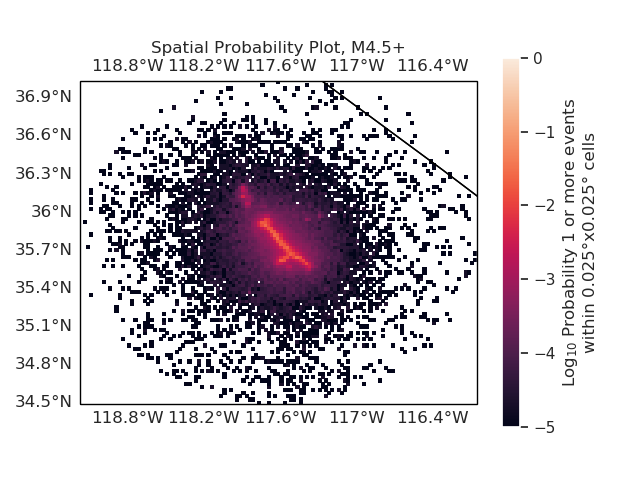 Spatial Probability Plot, M4.5+
118.8°W 118.2°W 117.6°W 117°W 116.4°W
36.9°N
36.6°N
36.3°N
36°N
35.7°N
35.4°N
35.1°N
34.8°N
34.5°N
118.8°W 118.2°W 117.6°W 117°W 116.4°W
0
−1
−2
−3
−4
−5
Log₁₀ Probability 1 or more events
within 0.025°x0.025° cells